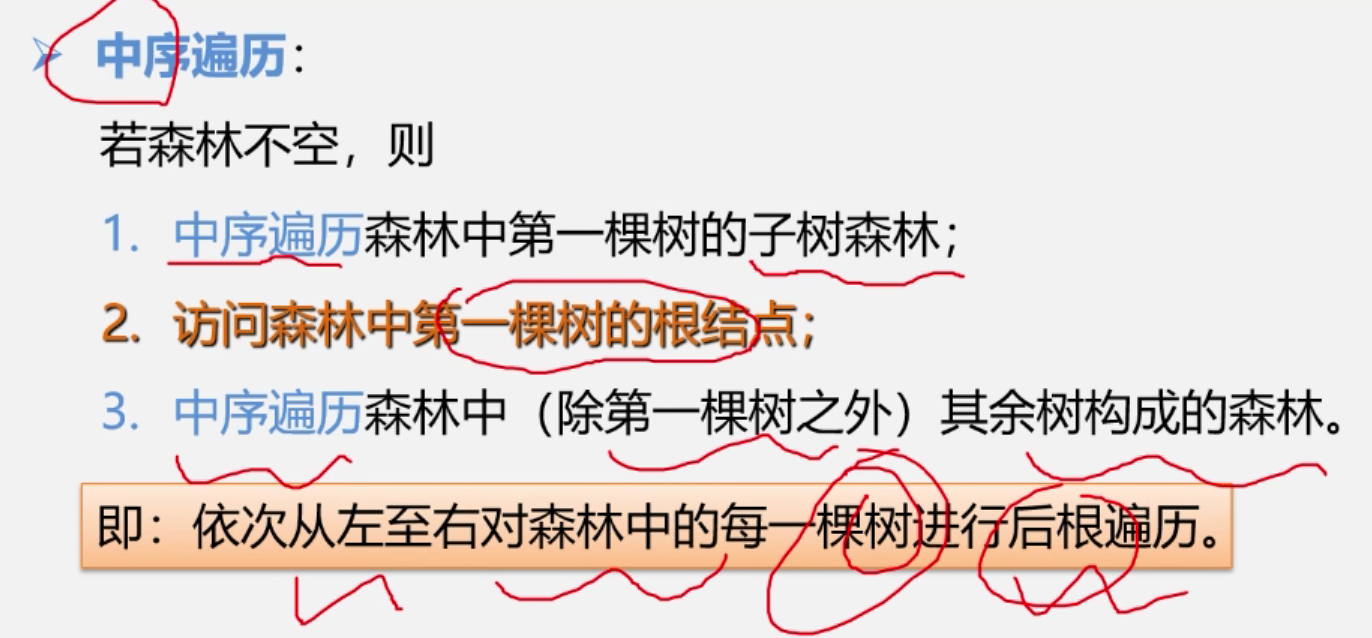 中序遍历：
若森林不空，则
1. 中序遍历森林中第一棵树的子树森林；
2. 访问森林中第一棵树的根结点；
3. 中序遍历森林中（除第一棵树之外）其余树构成的森林。
即：依次从左至右对森林中的每一棵树进行后根遍历。